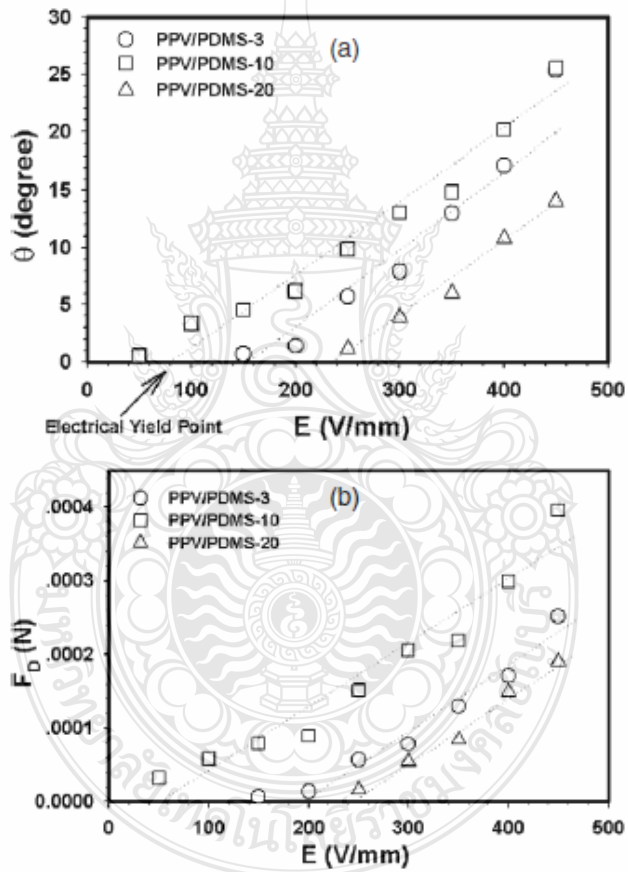 30
25
20
15
10
5
0
θ (degree)
○ PPV/PDMS-3
□ PPV/PDMS-10
△ PPV/PDMS-20
(a)
0 100 200 300 400 500
Electrical Yield Point
E (V/mm)
.0004
.0003
.0002
.0001
0.0000
F_D (N)
○ PPV/PDMS-3
□ PPV/PDMS-10
△ PPV/PDMS-20
(b)
0 100 200 300 400 500
E (V/mm)